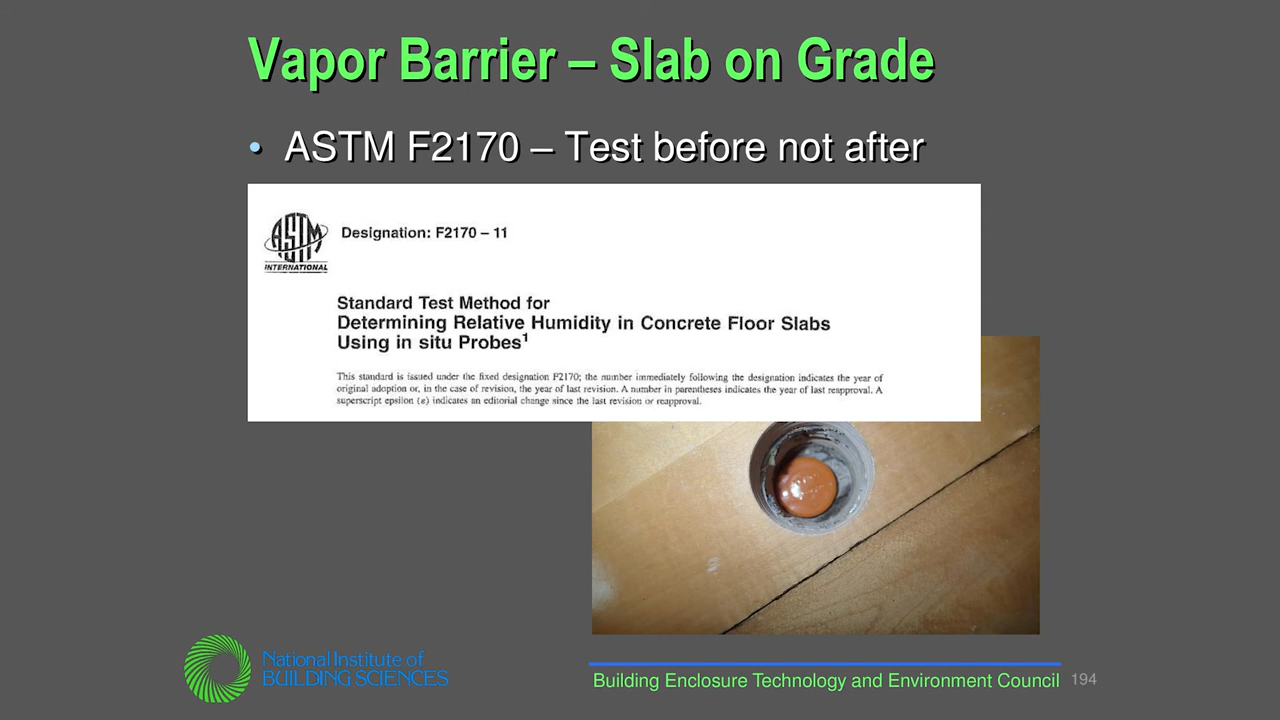 Vapor Barrier – Slab on Grade
• ASTM F2170 – Test before not after
ASTM
INTERNATIONAL
Designation: F2170 – 11
Standard Test Method for
Determining Relative Humidity in Concrete Floor Slabs
Using in situ Probes¹
This standard is issued under the fixed designation F2170; the number immediately following the designation indicates the year of
original adoption or, in the case of revision, the year of last revision. A number in parentheses indicates the year of last reapproval. A
superscript epsilon (ε) indicates an editorial change since the last revision or reapproval.
National Institute of
BUILDING SCIENCES
Building Enclosure Technology and Environment Council
194